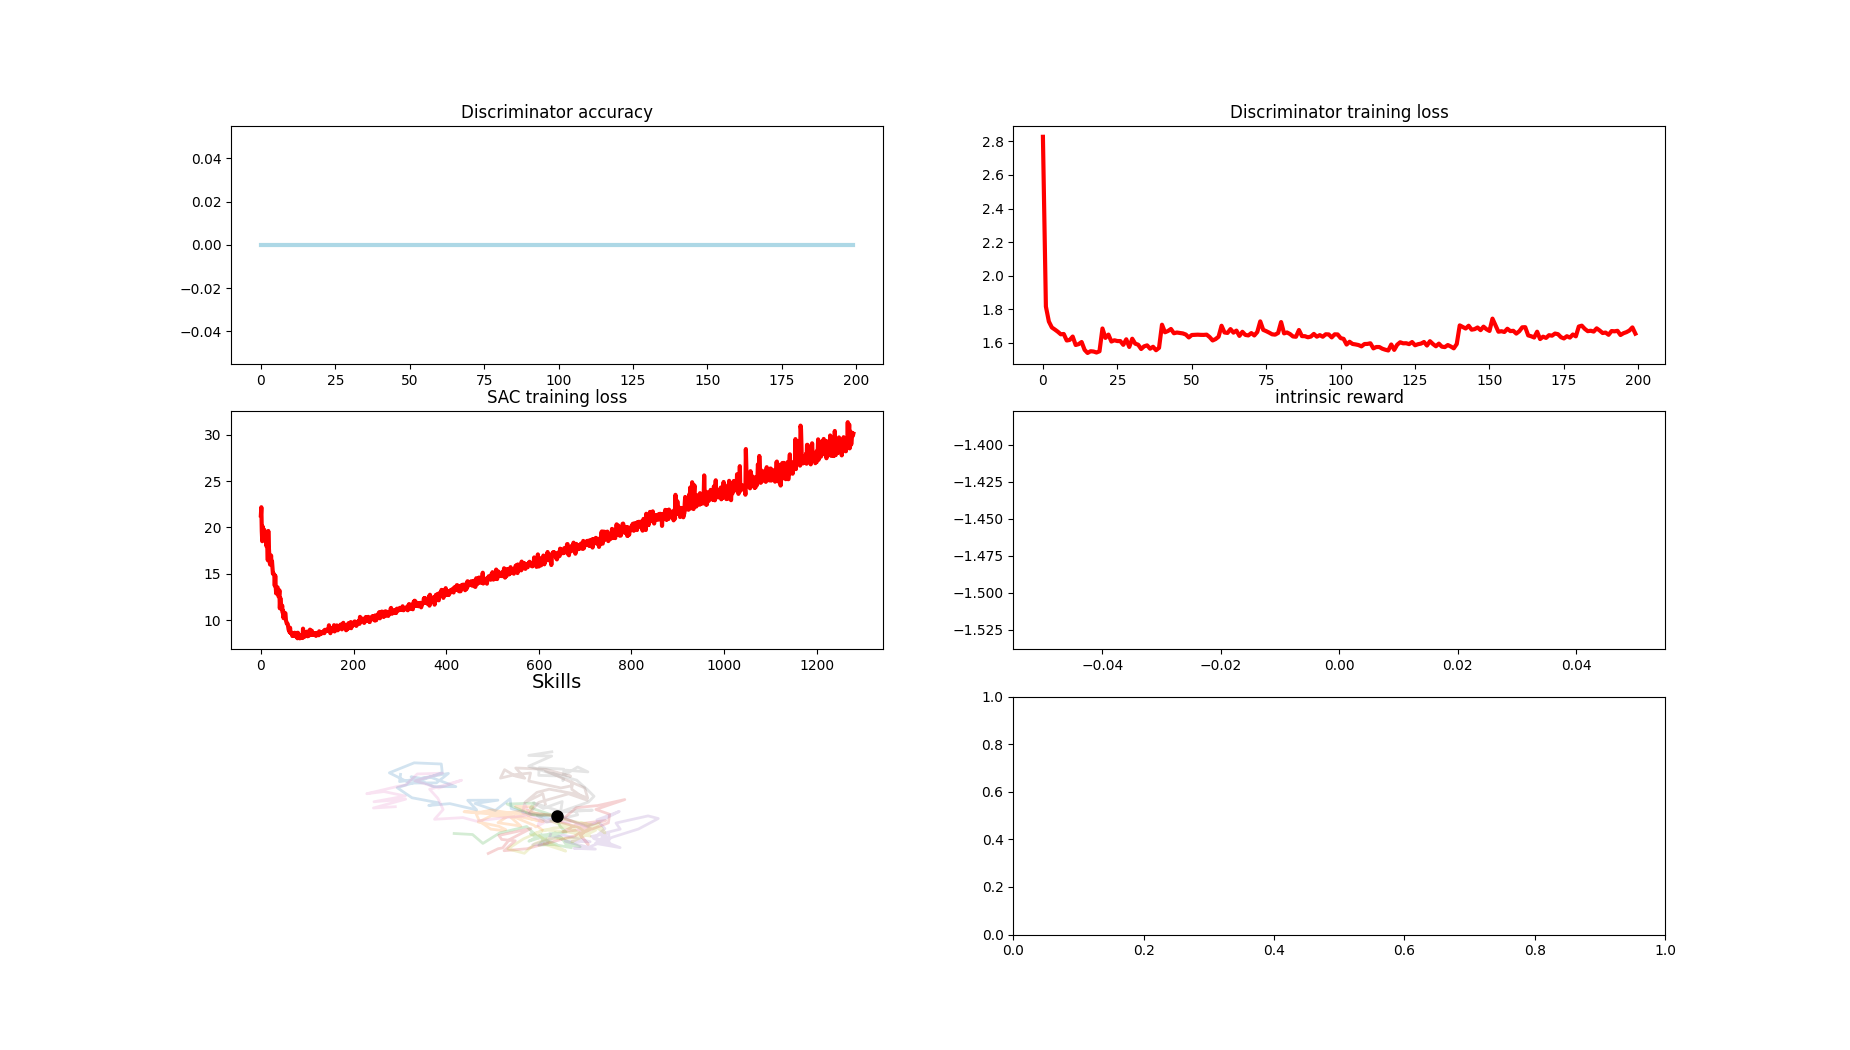 Discriminator accuracy
0.04
0.02
0.00
−0.02
−0.04
0 25 50 75 100 125 150 175 200
Discriminator training loss
2.8
2.6
2.4
2.2
2.0
1.8
1.6
0 25 50 75 100 125 150 175 200
SAC training loss
30
25
20
15
10
0 200 400 600 800 1000 1200
intrinsic reward
−1.400
−1.425
−1.450
−1.475
−1.500
−1.525
−0.04 −0.02 0.00 0.02 0.04
Skills
1.0
0.8
0.6
0.4
0.2
0.0
0.0 0.2 0.4 0.6 0.8 1.0